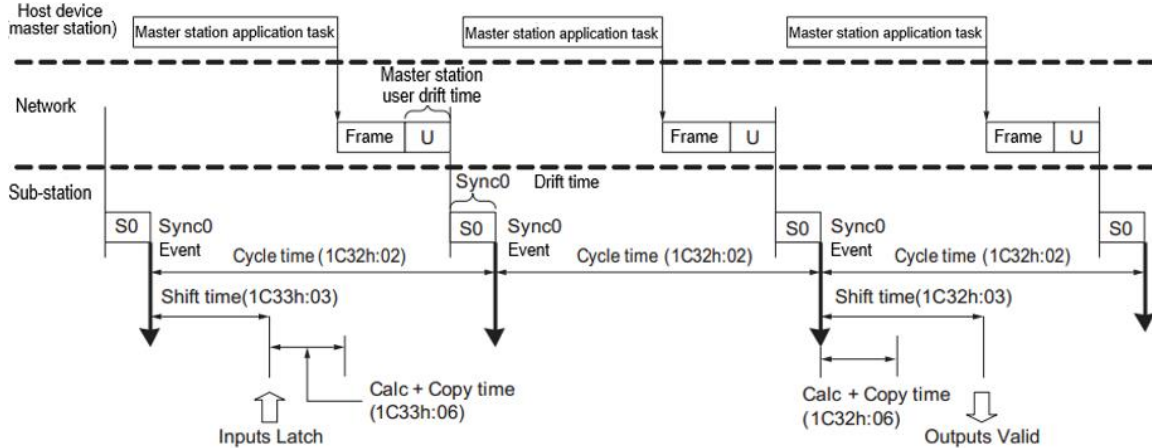 Host device
(master station)
Master station application task
Master station application task
Master station application task
Master station
user drift time
Network
Frame
U
Frame
U
Frame
U
Sub-station
Sync0
Drift time
S0
Sync0
Event
S0
Sync0
Event
S0
Sync0
Event
S0
Cycle time (1C32h:02)
Cycle time (1C32h:02)
Cycle time (1C32h:02)
Shift time(1C33h:03)
Shift time(1C32h:03)
Calc + Copy time
(1C33h:06)
Calc + Copy time
(1C32h:06)
Inputs Latch
Outputs Valid